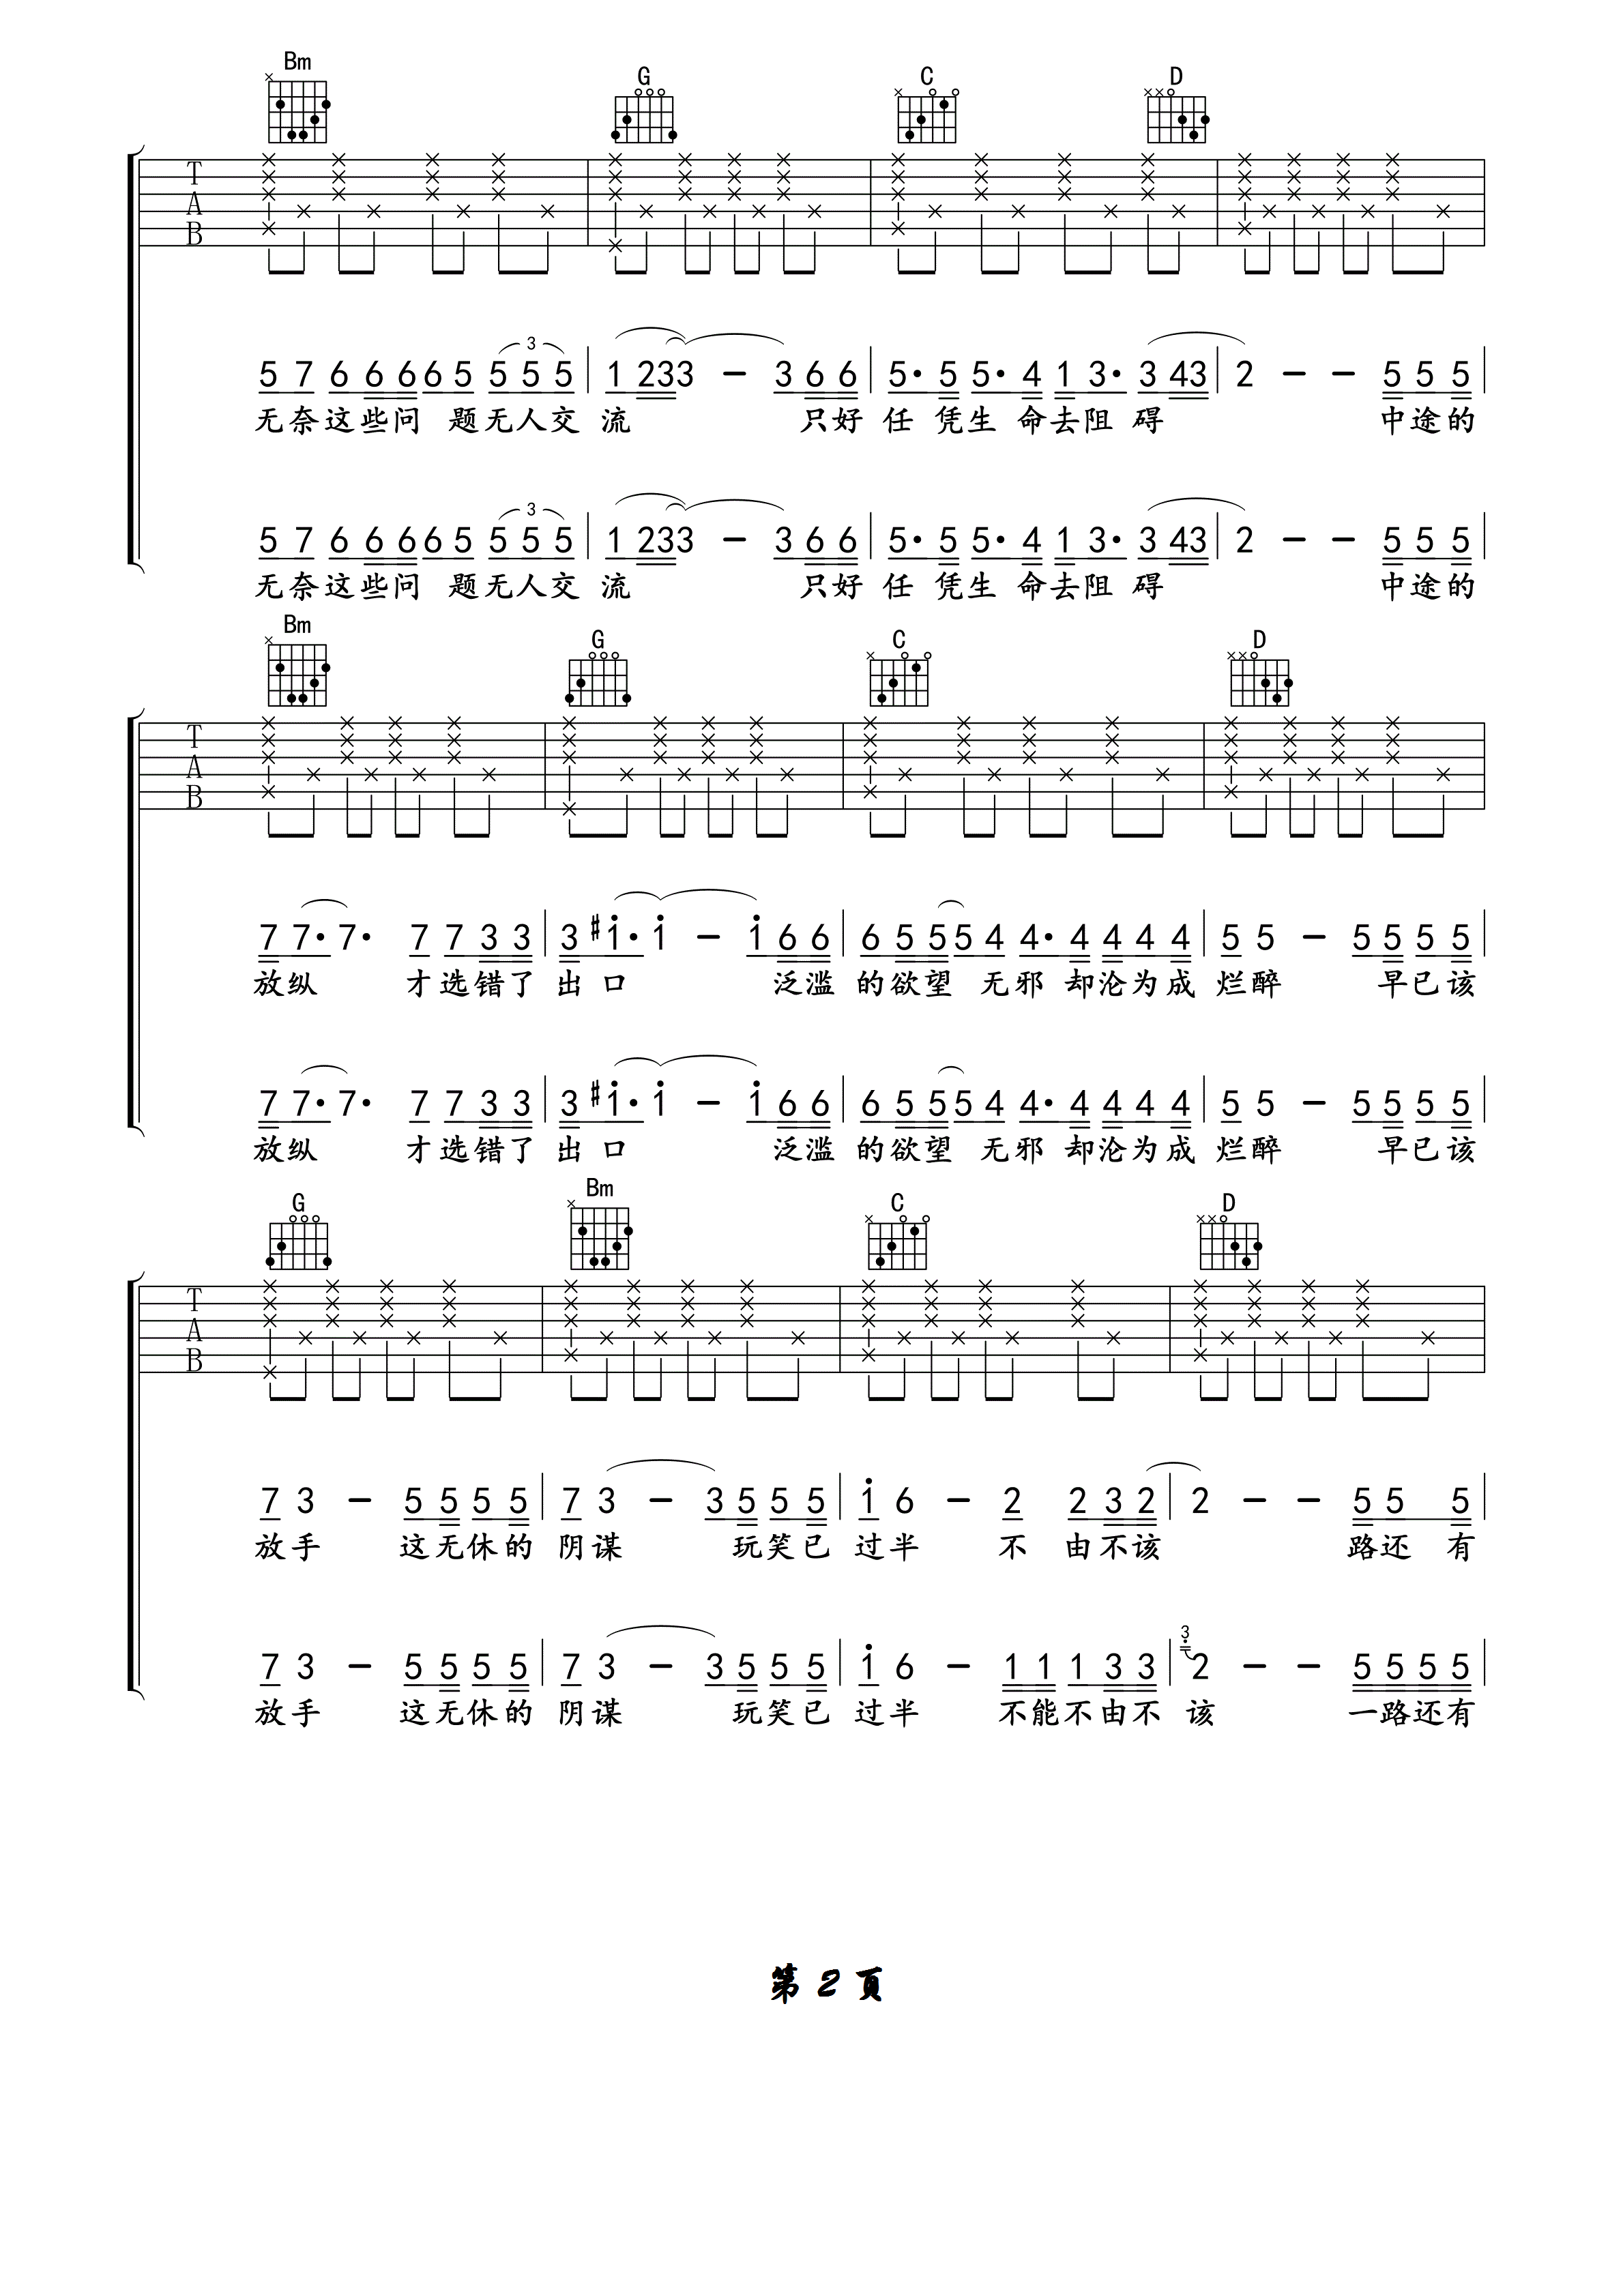 Bm G C D
T
A
B
3
5 7 6 6 6 6 5 5 5 5 | 1 2 3 3 – 3 6 6 | 5· 5 5· 4 1 3· 3 4 3 | 2 – – 5 5 5 |
无奈这些问 题无人交 流 只好 任 凭生 命去阻 碍 中途的
3
5 7 6 6 6 6 5 5 5 5 | 1 2 3 3 – 3 6 6 | 5· 5 5· 4 1 3· 3 4 3 | 2 – – 5 5 5 |
无奈这些问 题无人交 流 只好 任 凭生 命去阻 碍 中途的
Bm G C D
T
A
B
7 7· 7· 7 7 3 3 | 3 #i· i – i 6 6 | 6 5 5 5 4 4· 4 4 4 4 | 5 5 – 5 5 5 5 |
放纵 才选错了 出 口 泛滥 的欲望 无邪 却沦为成 烂醉 早已该
7 7· 7· 7 7 3 3 | 3 #i· i – i 6 6 | 6 5 5 5 4 4· 4 4 4 4 | 5 5 – 5 5 5 5 |
放纵 才选错了 出 口 泛滥 的欲望 无邪 却沦为成 烂醉 早已该
G Bm C D
T
A
B
7 3 – 5 5 5 5 | 7 3 – 3 5 5 5 | i 6 – 2 2 3 2 | 2 – – 5 5 5 |
放手 这无休的 阴谋 玩笑已 过半 不 由不该 路还 有
3
7 3 – 5 5 5 5 | 7 3 – 3 5 5 5 | i 6 – 1 1 1 3 3 | 2 – – 5 5 5 5 |
放手 这无休的 阴谋 玩笑已 过半 不能不由不 该 一路还有
第 2 页